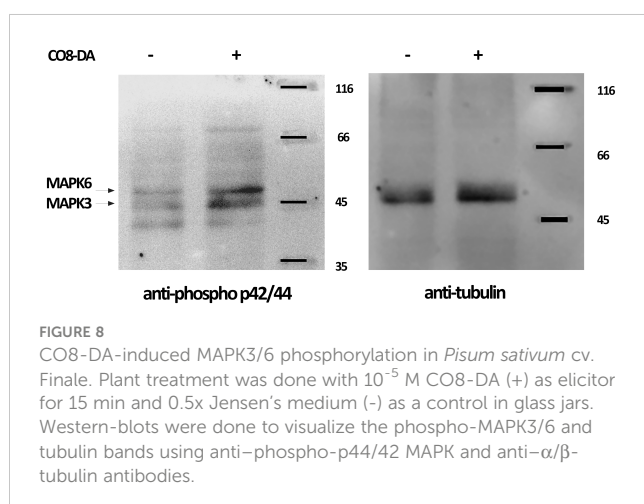 CO8-DA - + - +
116 116
66 66
MAPK6
MAPK3 45 45
35
anti-phospho p42/44 anti-tubulin
FIGURE 8
CO8-DA-induced MAPK3/6 phosphorylation in Pisum sativum cv.
Finale. Plant treatment was done with 10⁻⁵ M CO8-DA (+) as elicitor
for 15 min and 0.5x Jensen’s medium (-) as a control in glass jars.
Western-blots were done to visualize the phospho-MAPK3/6 and
tubulin bands using anti–phospho-p44/42 MAPK and anti–α/β-
tubulin antibodies.